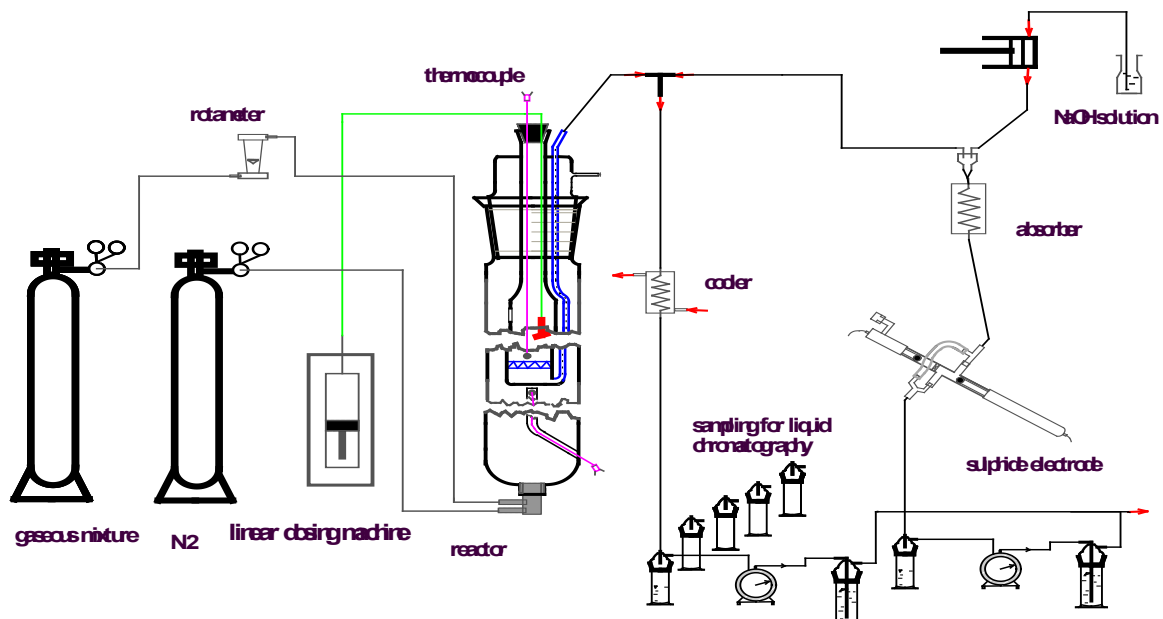 thermocouple
rotameter
NaOH solution
absorber
cooler
sampling for liquid
chromatography
sulphide electrode
gaseous mixture
N2
linear dosing machine
reactor